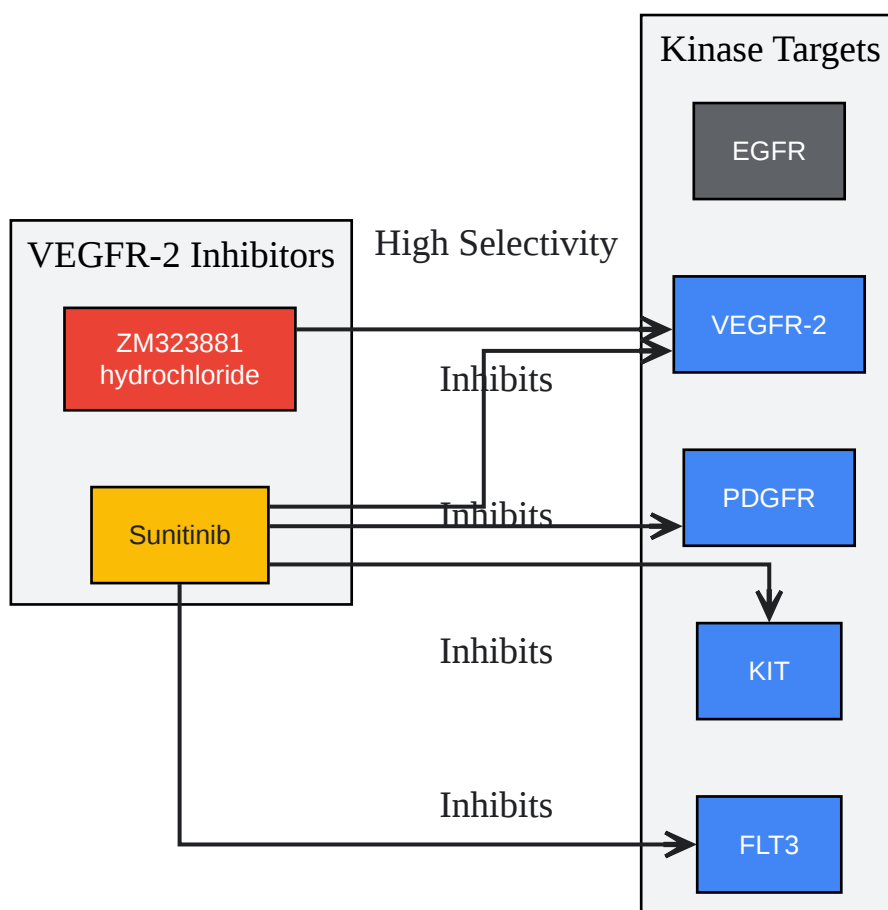 Kinase Targets
EGFR
VEGFR-2 Inhibitors
High Selectivity
ZM323881
hydrochloride
VEGFR-2
Inhibits
Sunitinib
Inhibits
PDGFR
Inhibits
KIT
Inhibits
FLT3